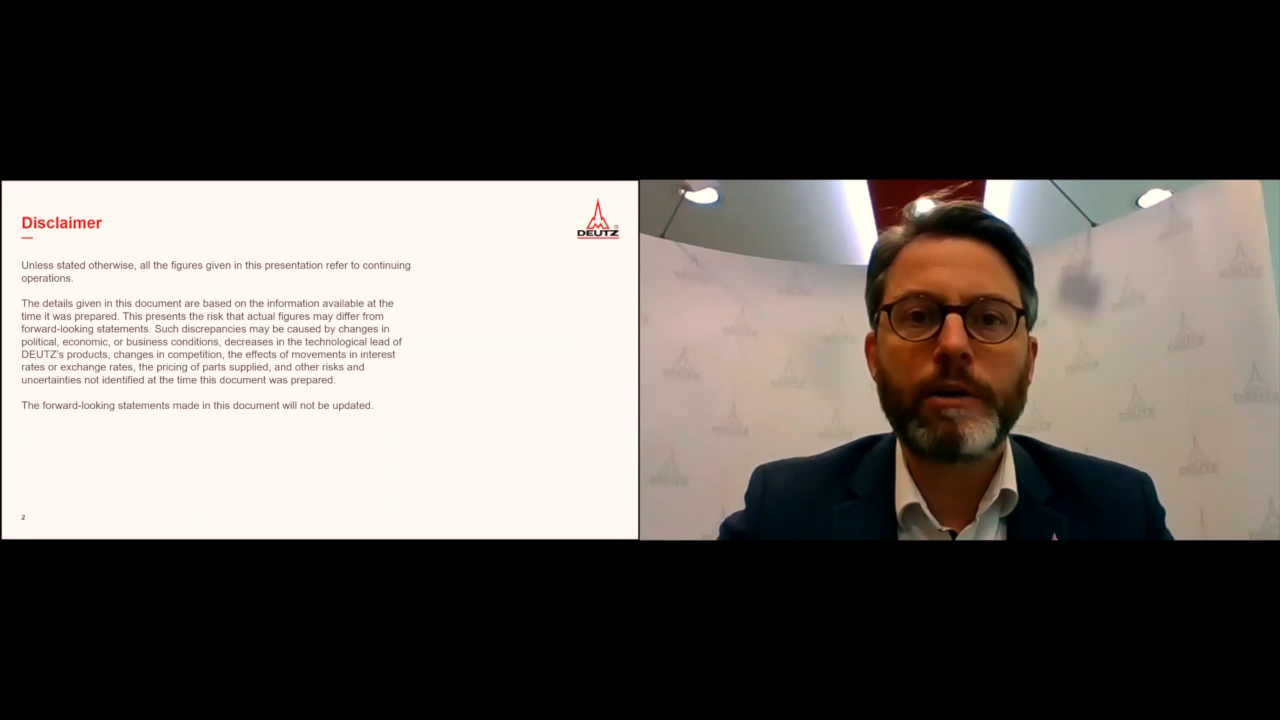 Disclaimer
DEUTZ
Unless stated otherwise, all the figures given in this presentation refer to continuing
operations.
The details given in this document are based on the information available at the
time it was prepared. This presents the risk that actual figures may differ from
forward-looking statements. Such discrepancies may be caused by changes in
political, economic, or business conditions, decreases in the technological lead of
DEUTZ's products, changes in competition, the effects of movements in interest
rates or exchange rates, the pricing of parts supplied, and other risks and
uncertainties not identified at the time this document was prepared.
The forward-looking statements made in this document will not be updated.
2